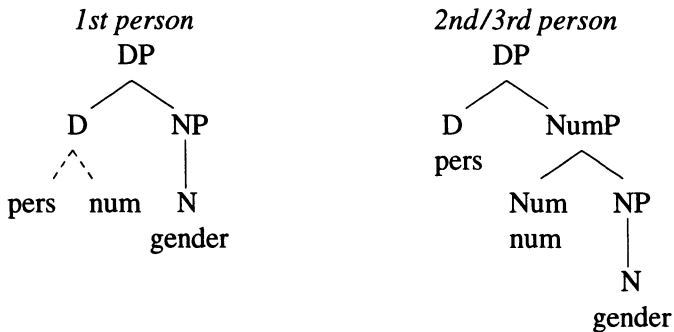 1st person 2nd/3rd person
DP DP
D NP D NumP
pers
pers num N Num NP
gender num
N
gender